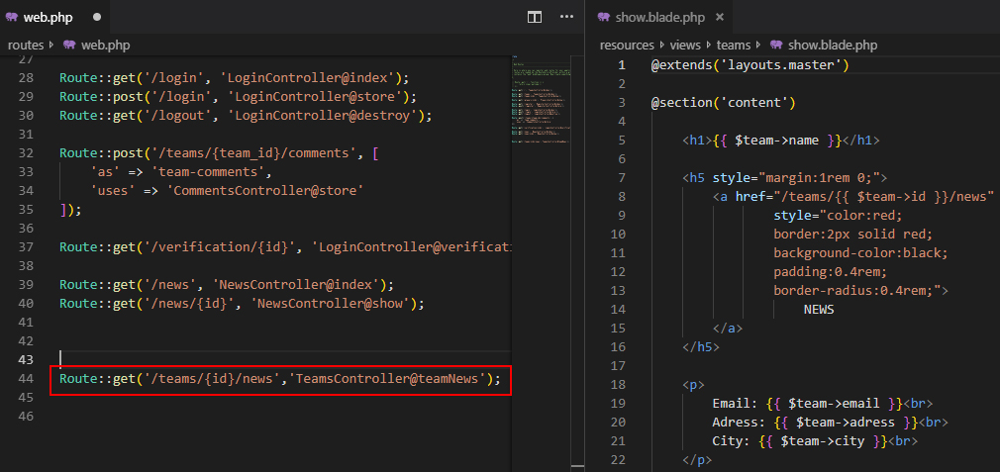 web.php
routes web.php
27
28 Route::get('/login', 'LoginController@index');
29 Route::post('/login', 'LoginController@store');
30 Route::get('/logout', 'LoginController@destroy');
31
32 Route::post('/teams/{team_id}/comments', [
33 'as' => 'team-comments',
34 'uses' => 'CommentsController@store'
35 ]);
36
37 Route::get('/verification/{id}', 'LoginController@verificati
38
39 Route::get('/news', 'NewsController@index');
40 Route::get('/news/{id}', 'NewsController@show');
41
42
43
44 Route::get('/teams/{id}/news','TeamsController@teamNews');
45
46
show.blade.php ×
resources views teams show.blade.php
1 @extends('layouts.master')
2
3 @section('content')
4
5 <h1>{{ $team->name }}</h1>
6
7 <h5 style="margin:1rem 0;">
8 <a href="/teams/{{ $team->id }}/news"
9 style="color:red;
10 border:2px solid red;
11 background-color:black;
12 padding:0.4rem;
13 border-radius:0.4rem;">
14 NEWS
15 </a>
16 </h5>
17
18 <p>
19 Email: {{ $team->email }}<br>
20 Adress: {{ $team->adress }}<br>
21 City: {{ $team->city }}<br>
22 </p>